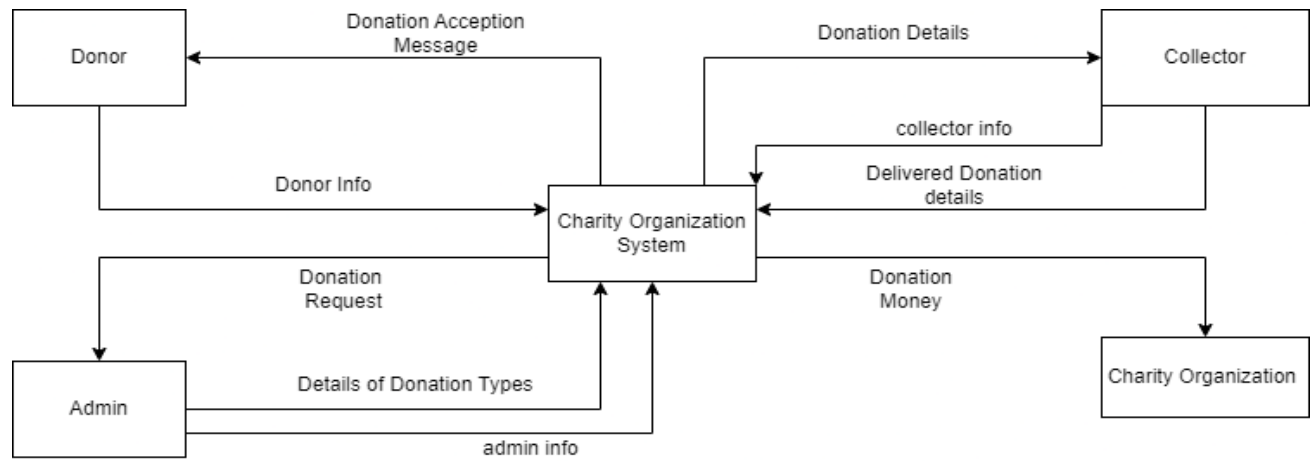 Donor
Donation Acception
Message
Donation Details
Collector
collector info
Donor Info
Delivered Donation
details
Charity Organization
System
Donation
Request
Donation
Money
Admin
Details of Donation Types
admin info
Charity Organization